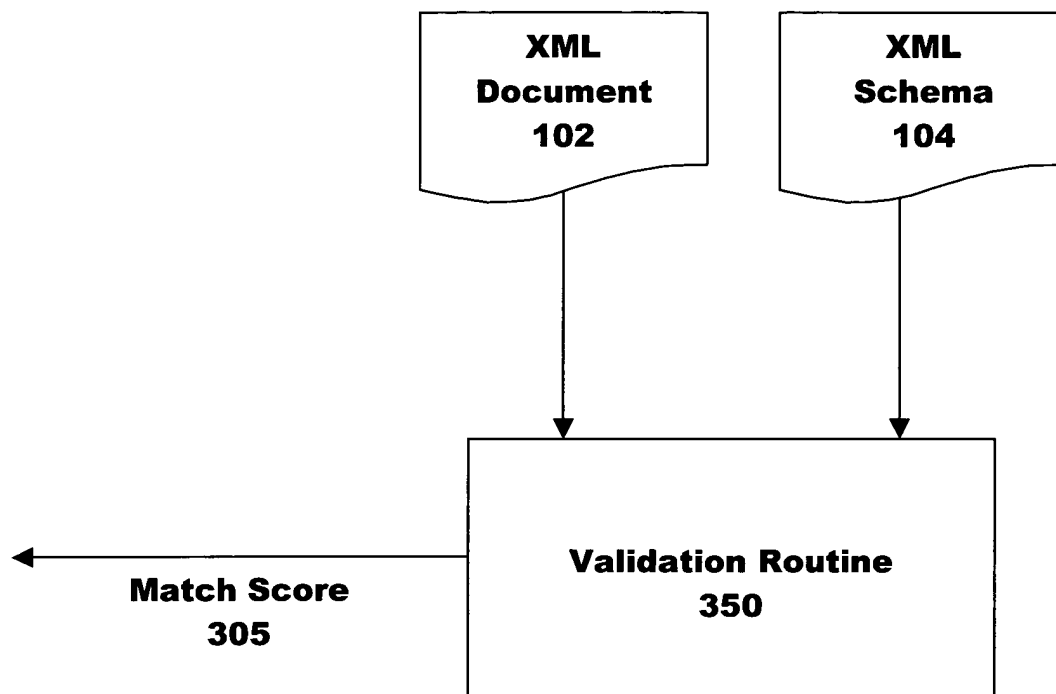 XML
Document
102
XML
Schema
104
Validation Routine
350
Match Score
305